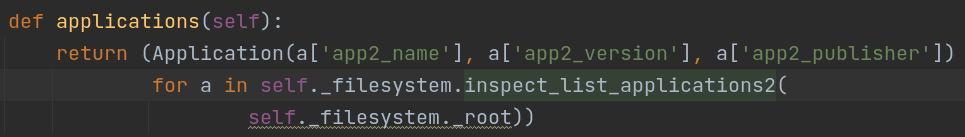 def applications(self):
return (Application(a['app2_name'], a['app2_version'], a['app2_publisher'])
for a in self._filesystem.inspect_list_applications2(
self._filesystem._root))